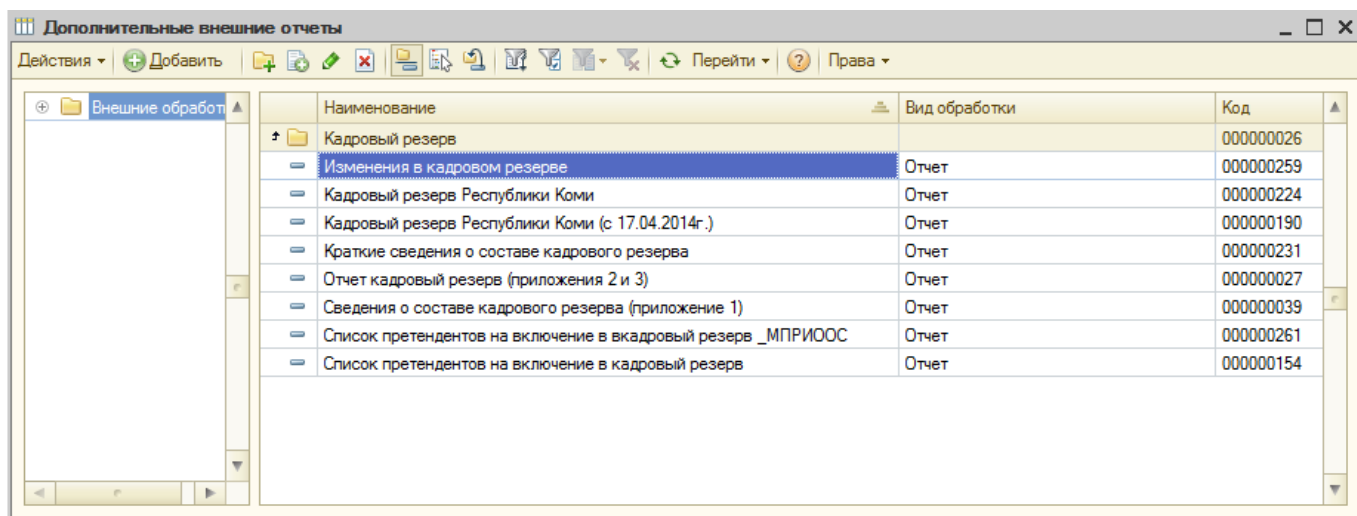 Дополнительные внешние отчеты
Действия Добавить Перейти ? Права
Внешние обработ Наименование Вид обработки Код
Кадровый резерв 000000026
Изменения в кадровом резерве Отчет 000000259
Кадровый резерв Республики Коми Отчет 000000224
Кадровый резерв Республики Коми (с 17.04.2014г.) Отчет 000000190
Краткие сведения о составе кадрового резерва Отчет 000000231
Отчет кадровый резерв (приложения 2 и 3) Отчет 000000027
Сведения о составе кадрового резерва (приложение 1) Отчет 000000039
Список претендентов на включение в вкадровый резерв _МПРИООС Отчет 000000261
Список претендентов на включение в кадровый резерв Отчет 000000154